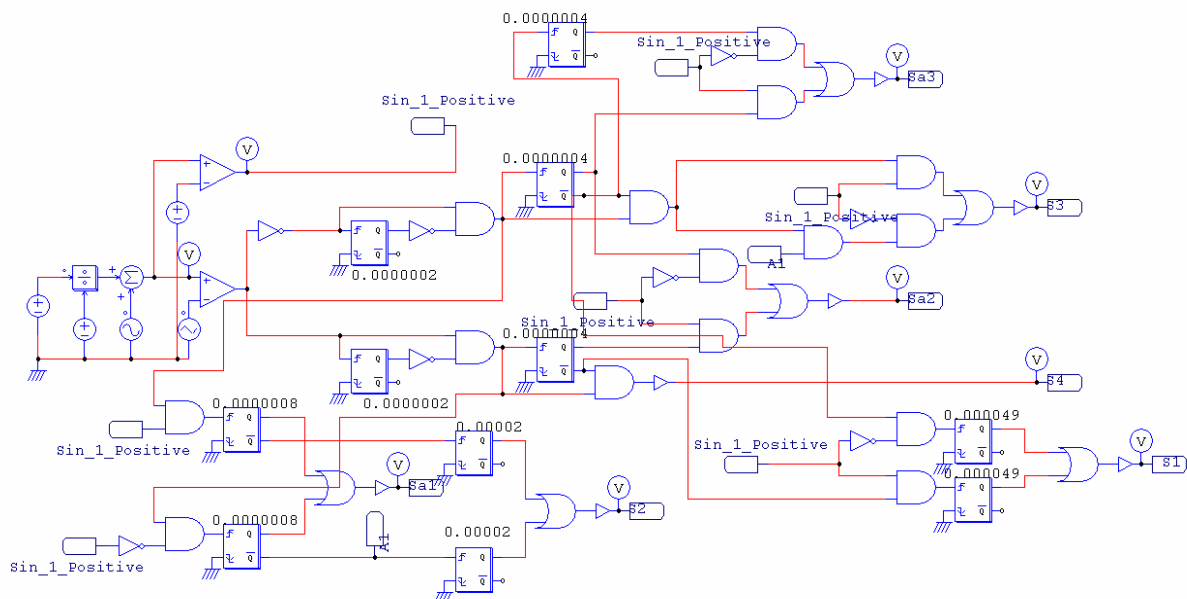 0.0000004
Sin_1_Positive
V
Sa3
Sin_1_Positive
V
0.0000004
V
Sin_1_Positive
S3
A1
V
0.0000002
V
Sa2
Sin_1_Positive
0.0000004
V
S4
0.0000002
0.0000008
0.00002
0.000049
Sin_1_Positive
Sin_1_Positive
V
V
Sa1
s1
0.000049
V
S2
0.0000008
A1
0.00002
Sin_1_Positive